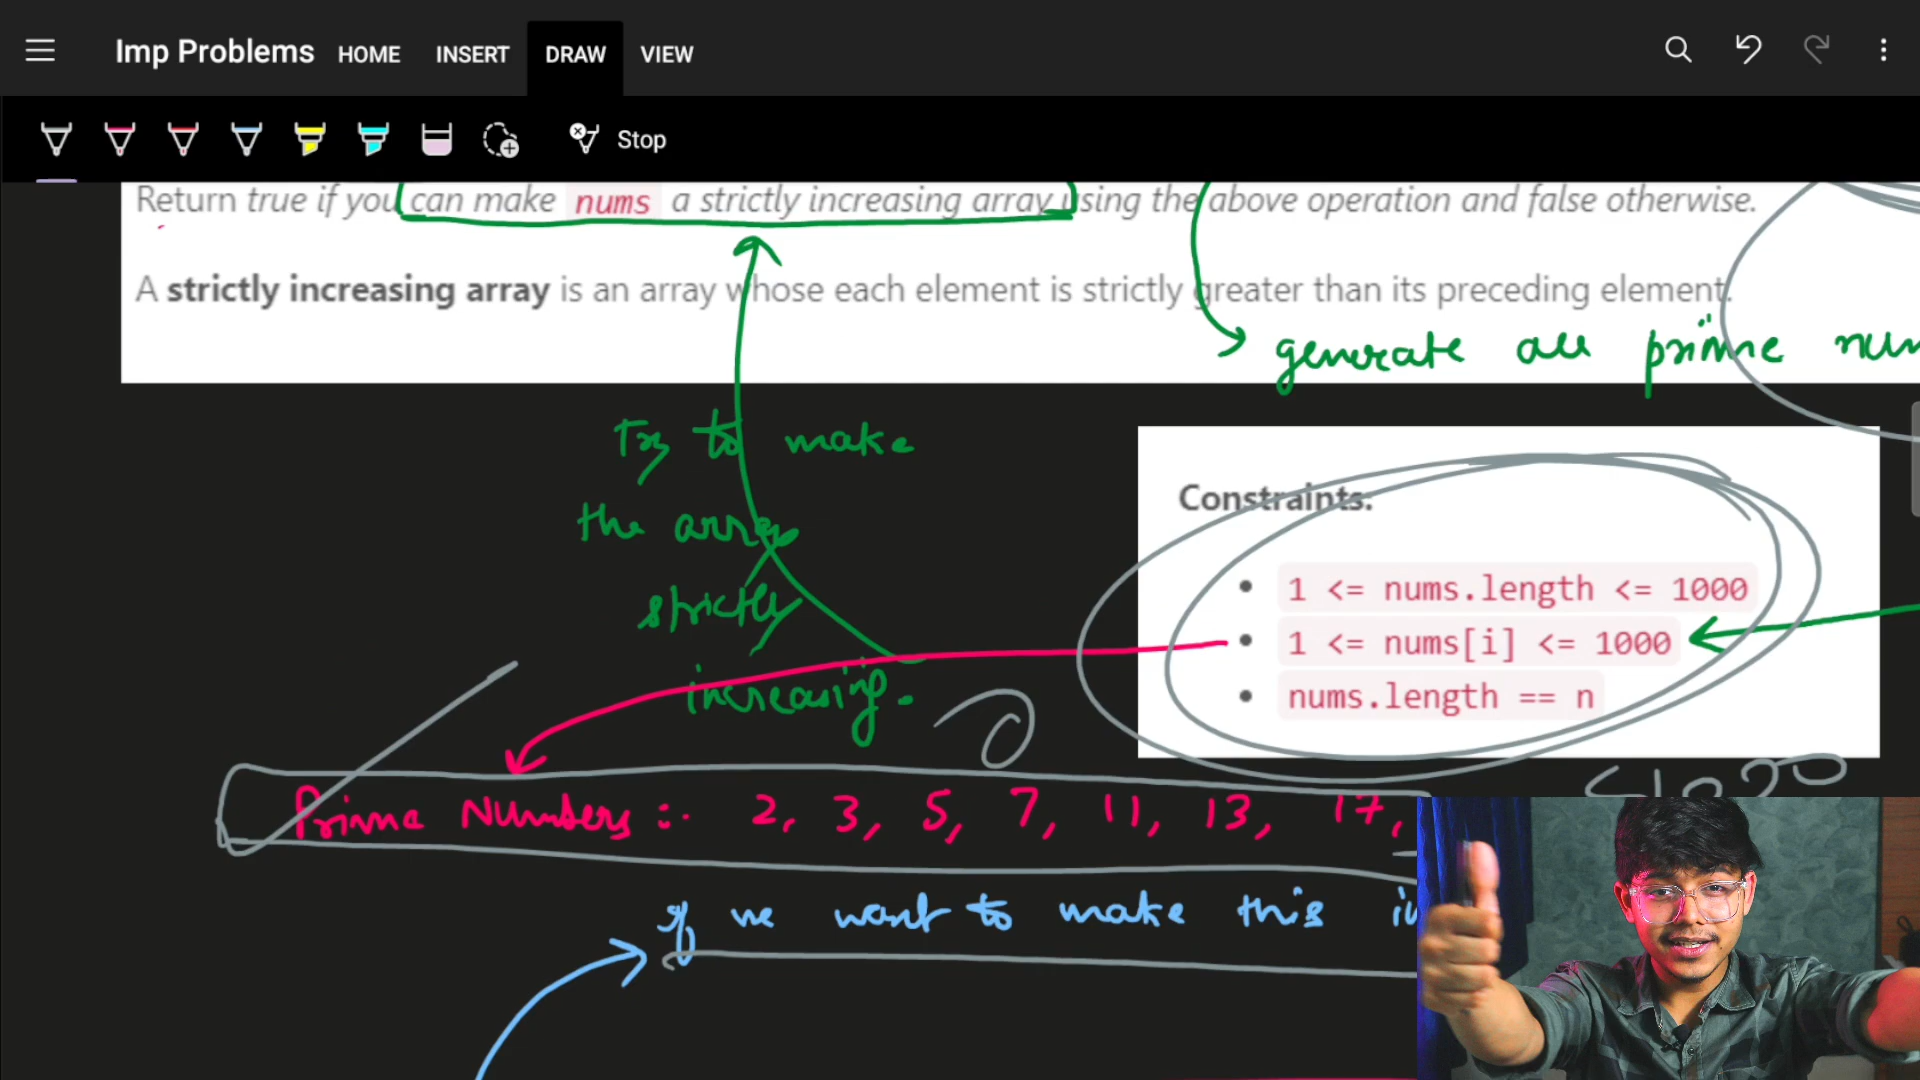 Imp Problems HOME INSERT DRAW VIEW
Stop
Return true if you can make nums a strictly increasing array using the above operation and false otherwise.
A strictly increasing array is an array whose each element is strictly greater than its preceding element.
generate all prime num
Try to make
the array
strictly
increasing.
Constraints:
1 <= nums.length <= 1000
1 <= nums[i] <= 1000
nums.length == n
Prime Numbers :- 2, 3, 5, 7, 11, 13, 17,
if we want to make this